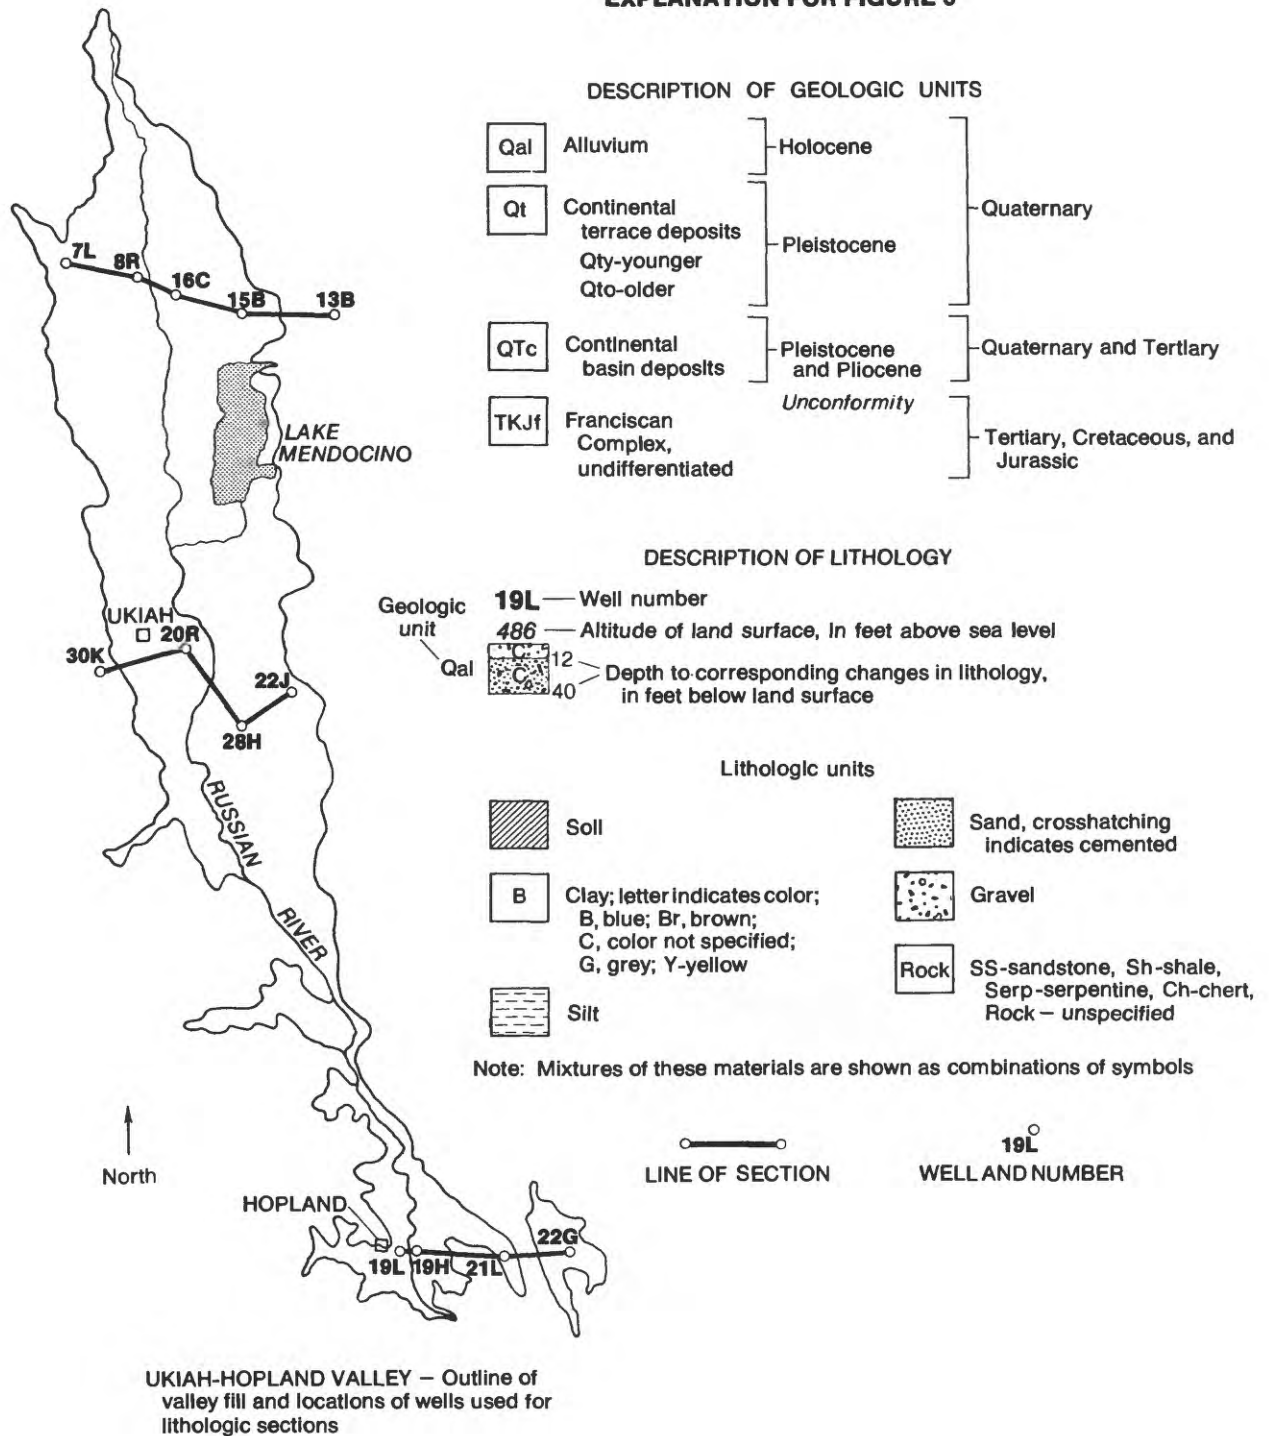 EXPLANATION FOR FIGURE
DESCRIPTION OF GEOLOGIC UNITS
Qal Alluvium Holocene
Qt Continental
terrace deposits
Qty-younger
Qto-older
Pleistocene
Quaternary
QTc Continental
basin deposits
Pleistocene
and Pliocene
Quaternary and Tertiary
Unconformity
TKJf Franciscan
Complex,
undifferentiated
Tertiary, Cretaceous, and
Jurassic
7L
8R
16C
15B
13B
LAKE
MENDOCINO
UKIAH
20R
30K
22J
28H
RUSSIAN
RIVER
North
HOPLAND
19L
19H
21L
22G
DESCRIPTION OF LITHOLOGY
Geologic
unit
Qal
19L — Well number
486 — Altitude of land surface, in feet above sea level
C 12
C 40
Depth to corresponding changes in lithology,
in feet below land surface
Lithologic units
Soil
B Clay; letter indicates color;
B, blue; Br, brown;
C, color not specified;
G, grey; Y-yellow
Silt
Sand, crosshatching
indicates cemented
Gravel
Rock SS-sandstone, Sh-shale,
Serp-serpentine, Ch-chert,
Rock – unspecified
Note: Mixtures of these materials are shown as combinations of symbols
LINE OF SECTION
19L
WELL AND NUMBER
UKIAH-HOPLAND VALLEY – Outline of
valley fill and locations of wells used for
lithologic sections